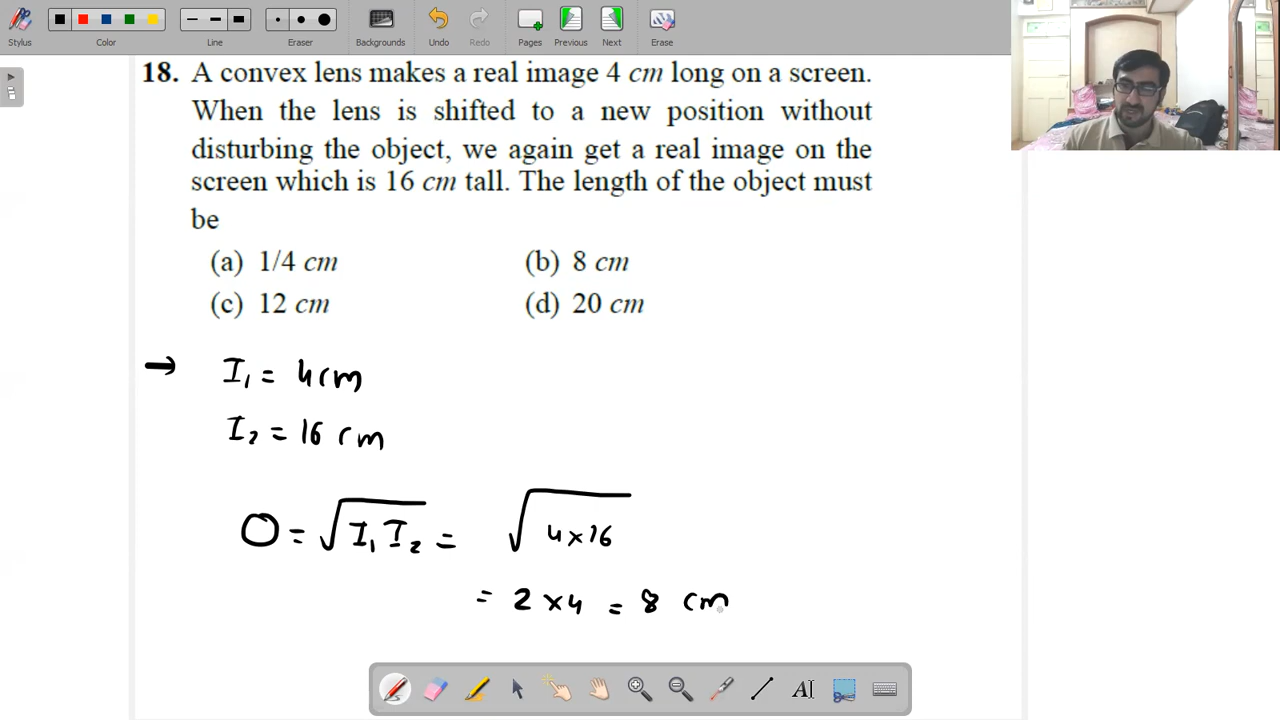 Stylus Color Line Eraser Backgrounds Undo Redo Pages Previous Next Erase
18. A convex lens makes a real image 4 cm long on a screen.
When the lens is shifted to a new position without
disturbing the object, we again get a real image on the
screen which is 16 cm tall. The length of the object must
be
(a) 1/4 cm (b) 8 cm
(c) 12 cm (d) 20 cm
→ I₁ = 4cm
I₂ = 16 cm
O = √(I₁ I₂) = √(4×16)
= 2 × 4 = 8 cm